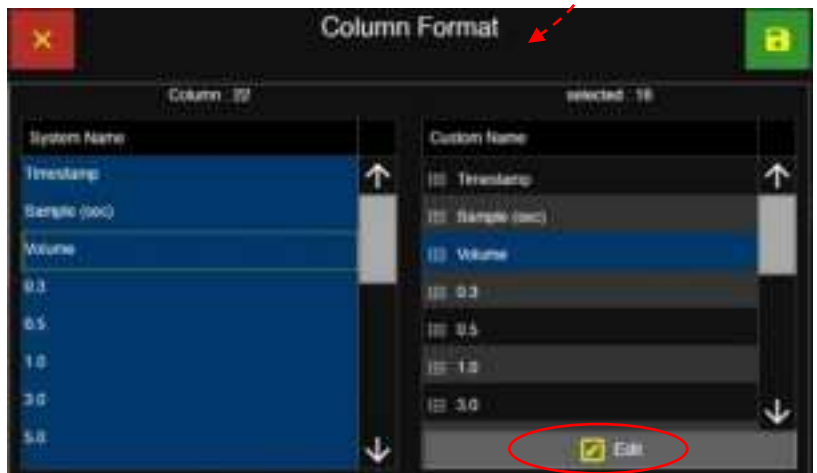 Column Format
Column : 22
selected : 16
System Name
Timestamp
Sample (sec)
Volume
0.3
0.5
1.0
3.0
5.0
Custom Name
Timestamp
Sample (sec)
Volume
0.3
0.5
1.0
3.0
Edit